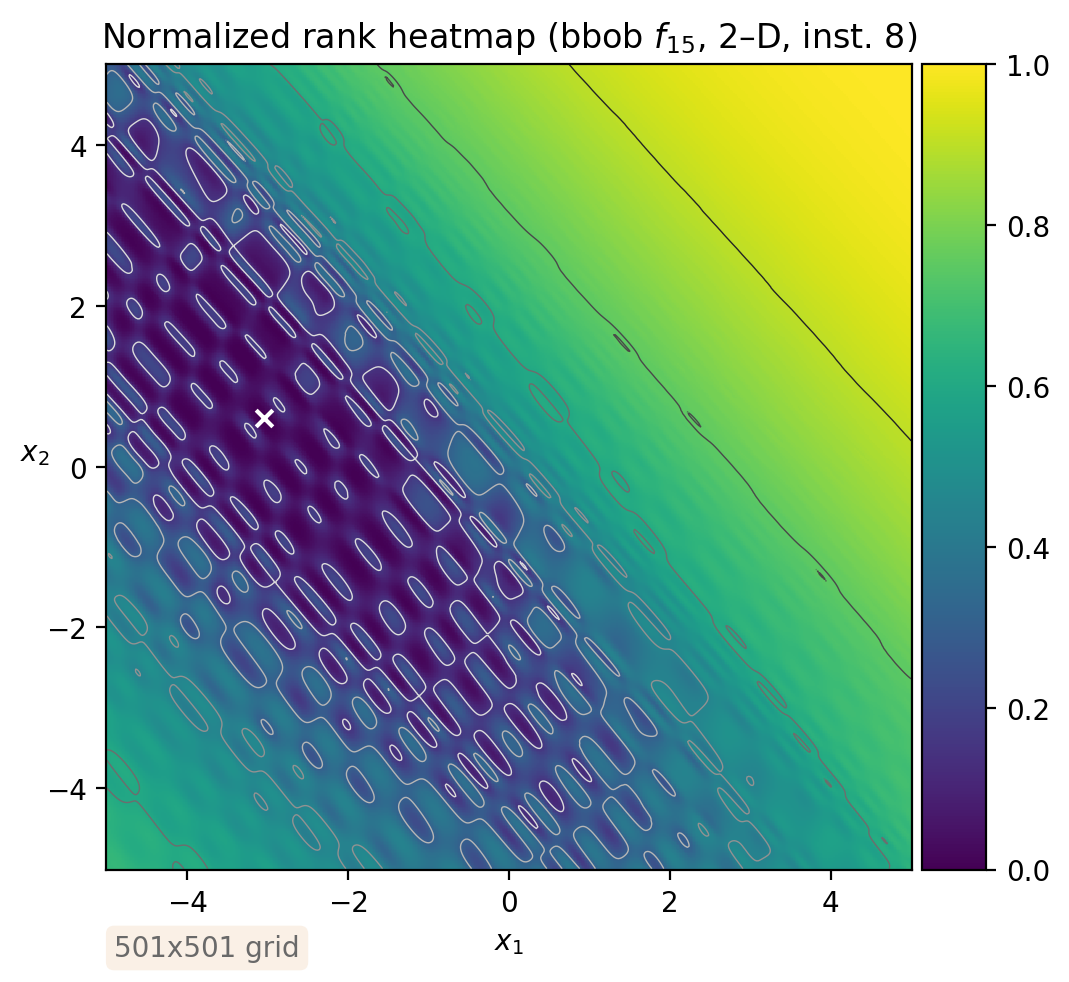 Normalized rank heatmap (bbob f15, 2–D, inst. 8)
1.0
0.8
0.6
0.4
0.2
0.0
4
2
0
−2
−4
x2
−4 −2 0 2 4
x1
501x501 grid